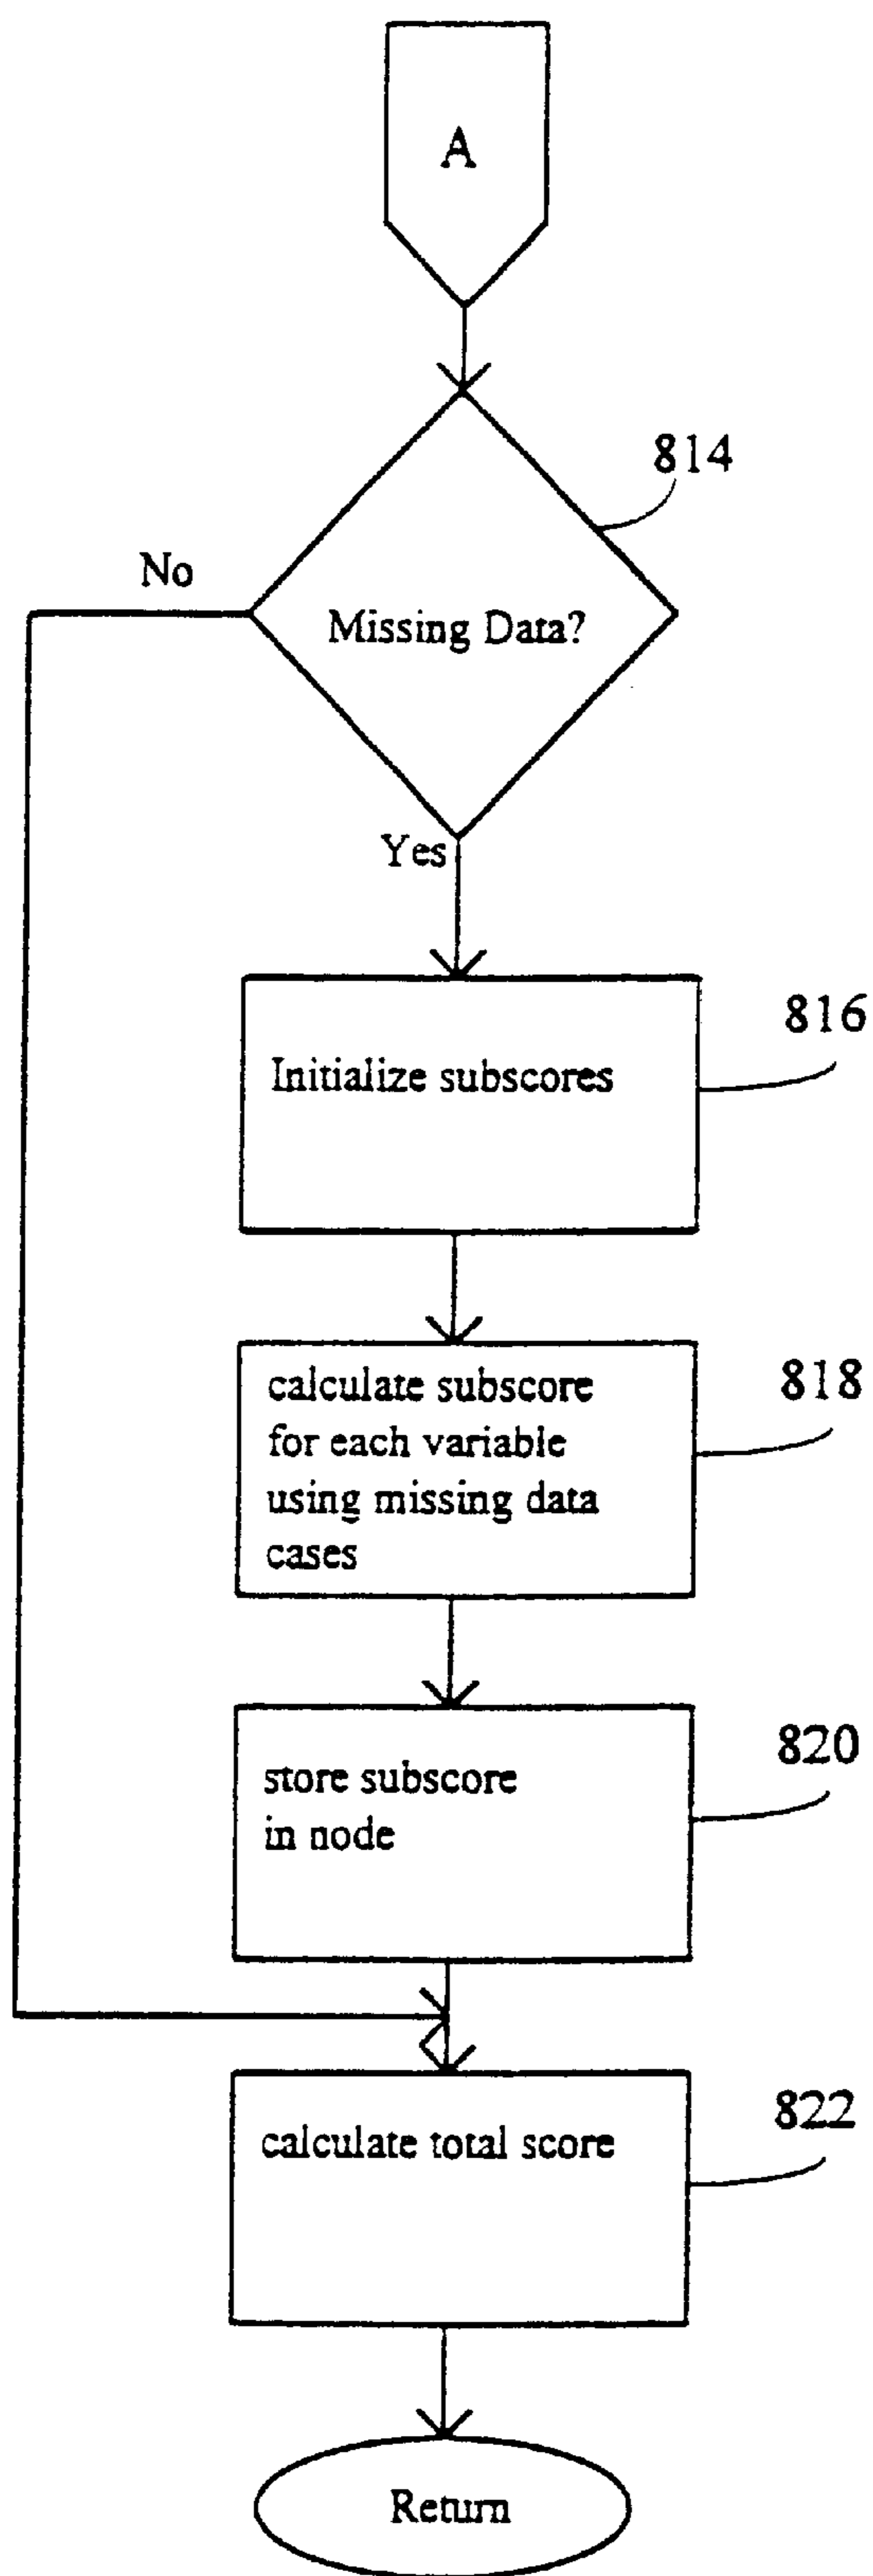 A
814
No
Missing Data?
Yes
816
Initialize subscores
818
calculate subscore
for each variable
using missing data
cases
820
store subscore
in node
822
calculate total score
Return